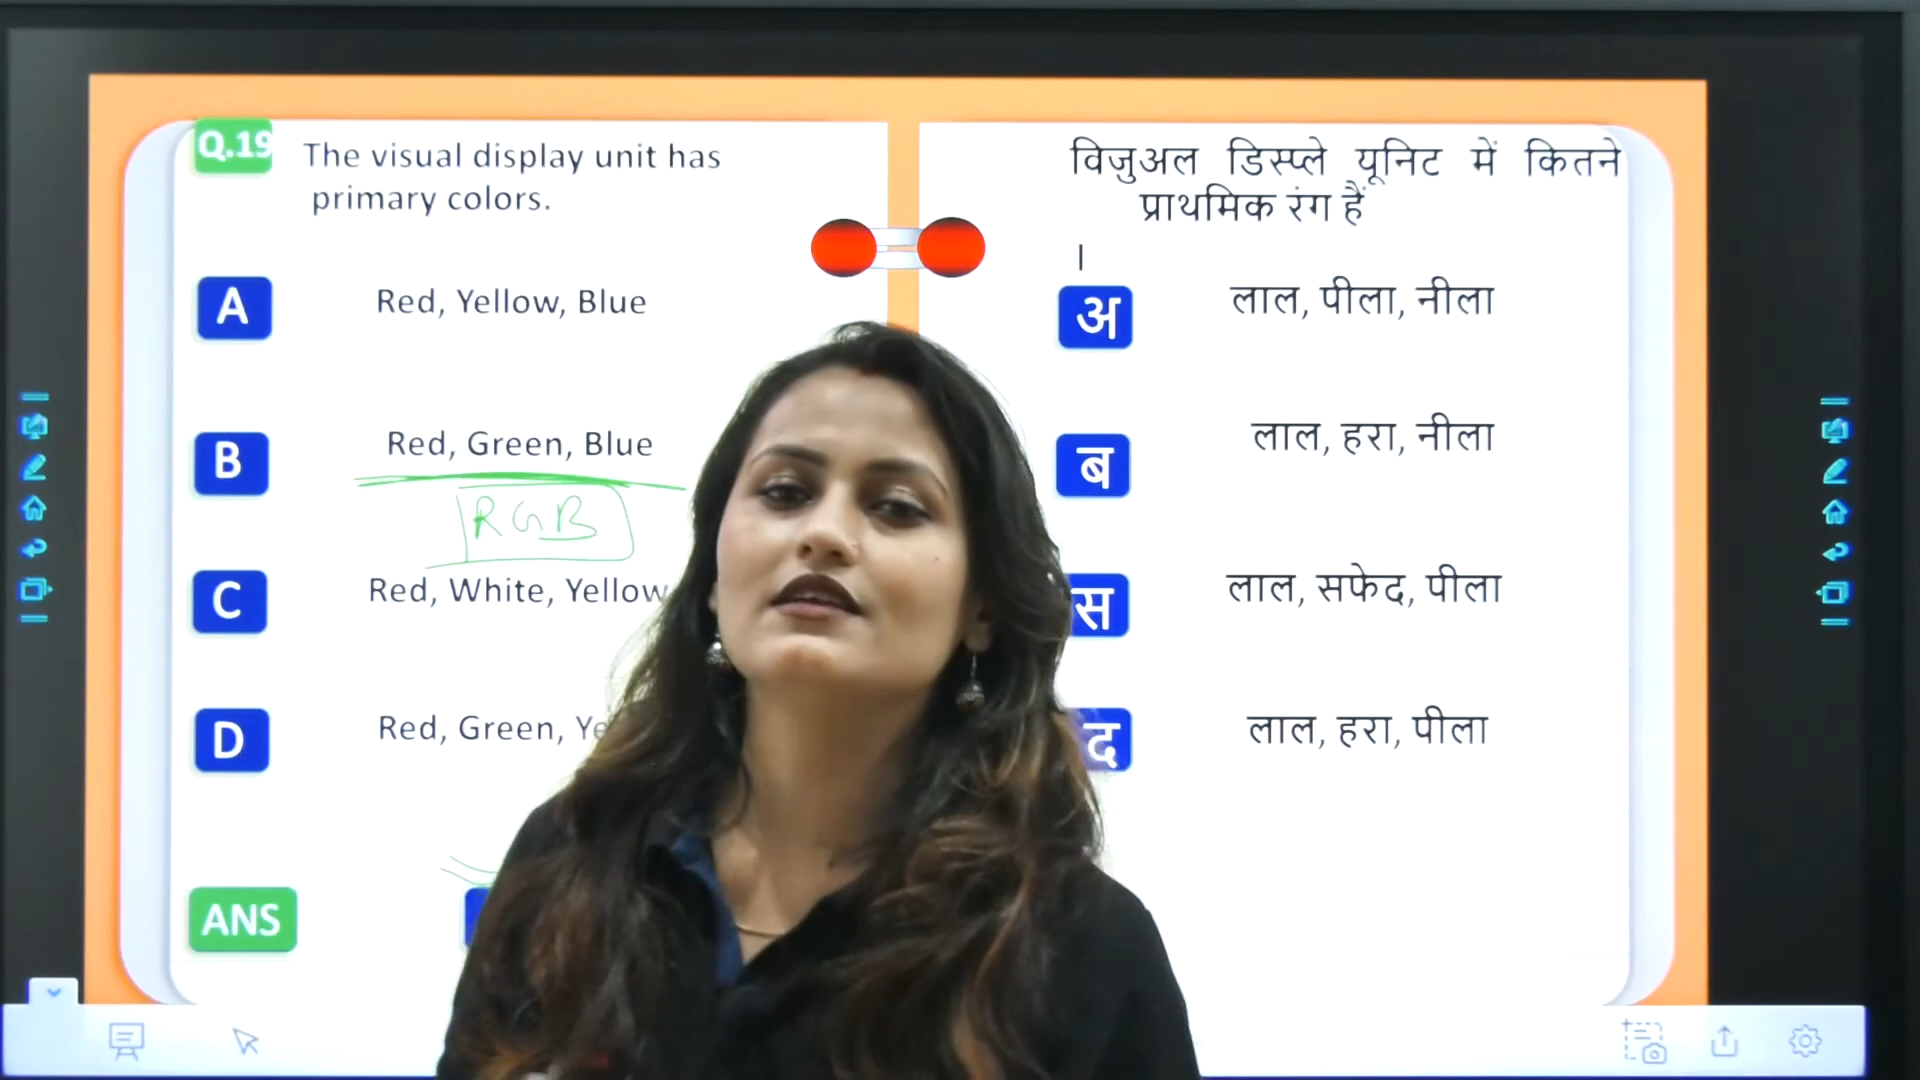 Q.19
The visual display unit has
primary colors.
A
Red, Yellow, Blue
B
Red, Green, Blue
RGB
C
Red, White, Yellow
D
Red, Green,
ANS
विजुअल डिस्प्ले यूनिट में कितने
प्राथमिक रंग हैं
।
अ
लाल, पीला, नीला
ब
लाल, हरा, नीला
स
लाल, सफेद, पीला
द
लाल, हरा, पीला